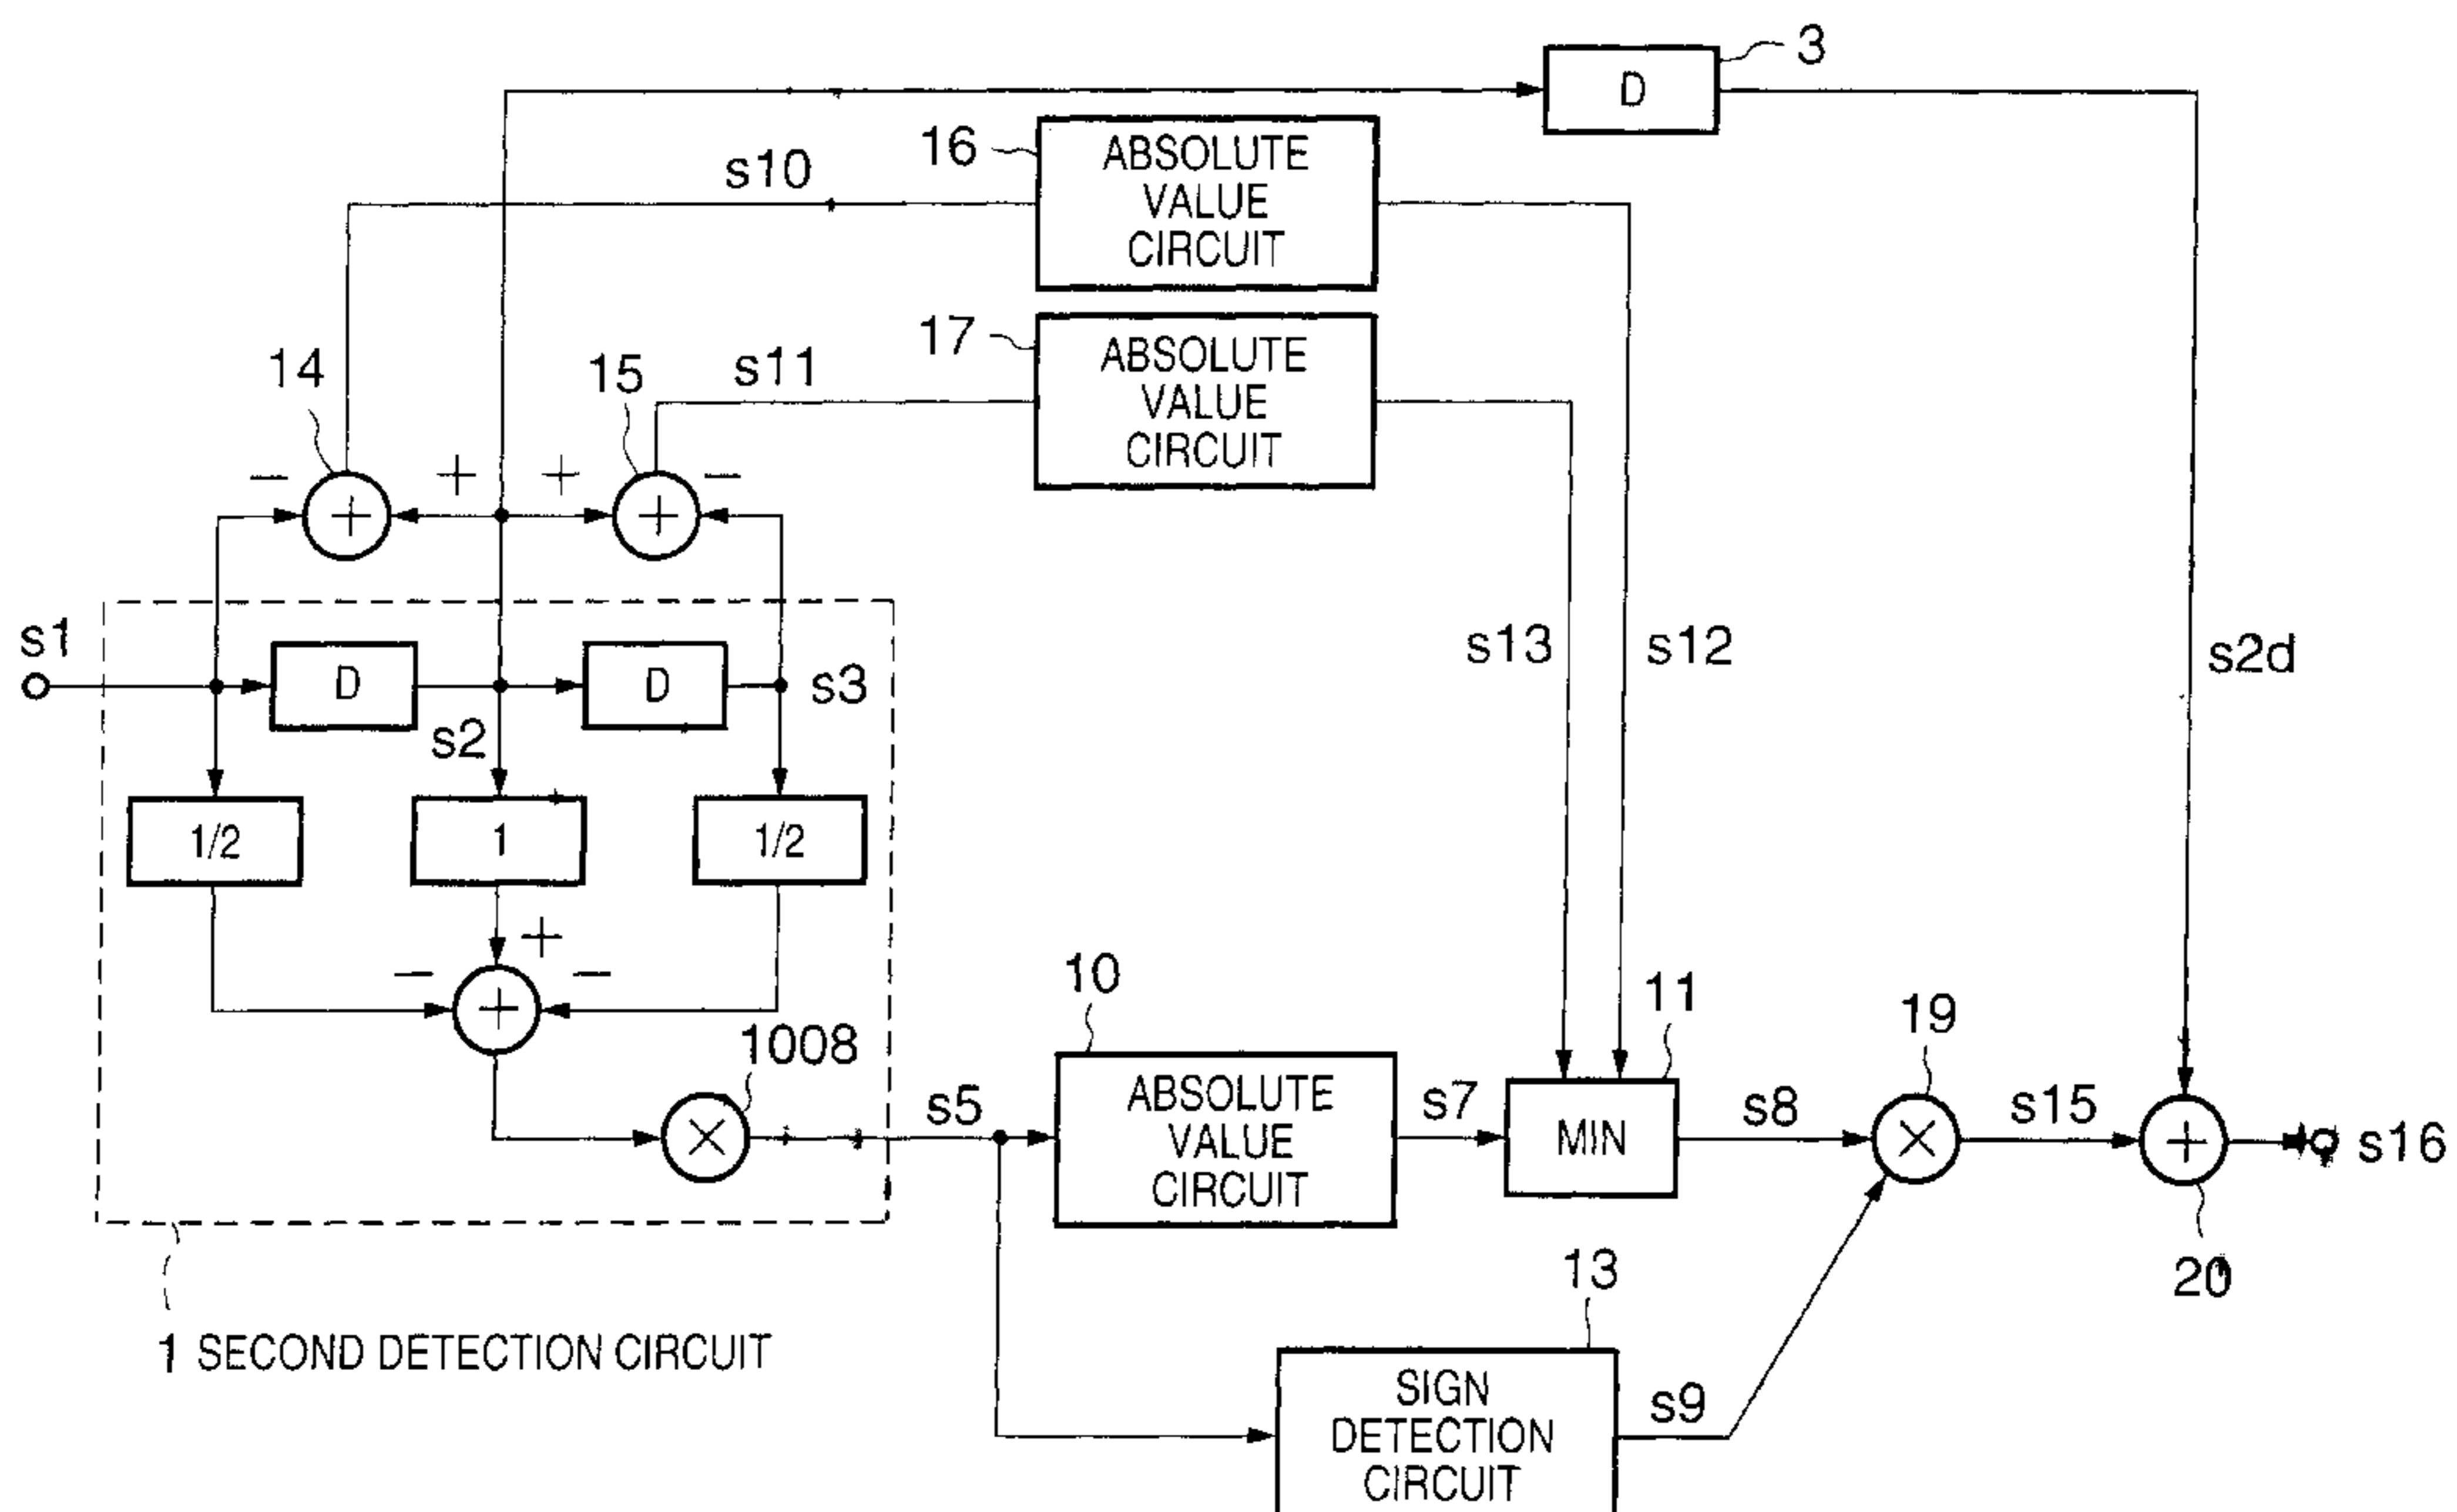 3
D
16
ABSOLUTE
VALUE
CIRCUIT
s10
17
ABSOLUTE
VALUE
CIRCUIT
s11
14
15
− + + −
+ +
s1
D
D
s3
s2
s13
s12
s2d
1/2
1
1/2
+
− −
+
1008
×
s5
10
ABSOLUTE
VALUE
CIRCUIT
s7
11
MIN
s8
19
×
s15
+
s16
20
13
SIGN
DETECTION
CIRCUIT
s9
1 SECOND DETECTION CIRCUIT